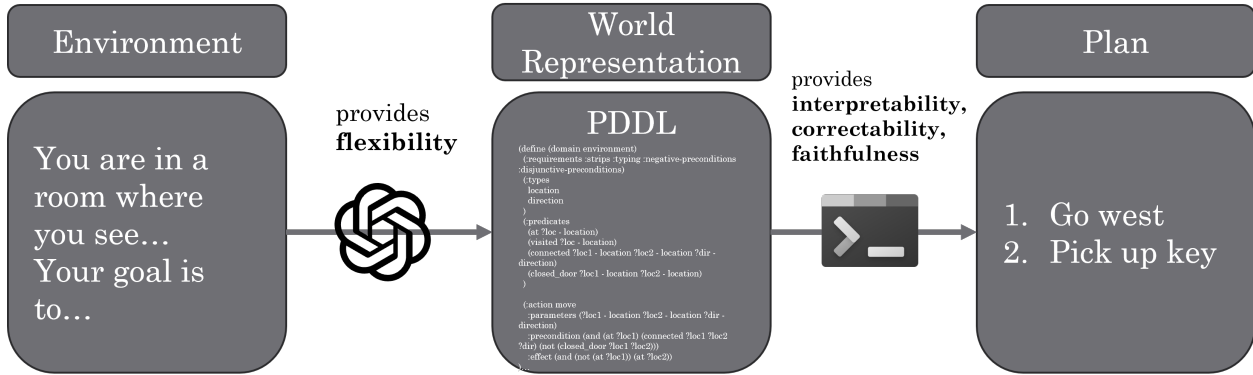 Environment
You are in a
room where
you see…
Your goal is
to…
provides
flexibility
World
Representation
PDDL
(define (domain environment)
(:requirements :strips :typing :negative-preconditions
:disjunctive-preconditions)
(:types
location
direction
)
(:predicates
(at ?loc - location)
(visited ?loc - location)
(connected ?loc1 - location ?loc2 - location ?dir -
direction)
(closed_door ?loc1 - location ?loc2 - location)
)
(:action move
:parameters (?loc1 - location ?loc2 - location ?dir -
direction)
:precondition (and (at ?loc1) (connected ?loc1 ?loc2
?dir) (not (closed_door ?loc1 ?loc2)))
:effect (and (not (at ?loc1)) (at ?loc2))
)…
provides
interpretability,
correctability,
faithfulness
Plan
1. Go west
2. Pick up key